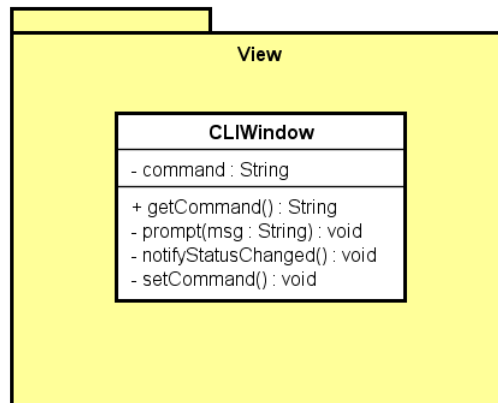 View
CLIWindow
- command : String
+ getCommand() : String
- prompt(msg : String) : void
- notifyStatusChanged() : void
- setCommand() : void